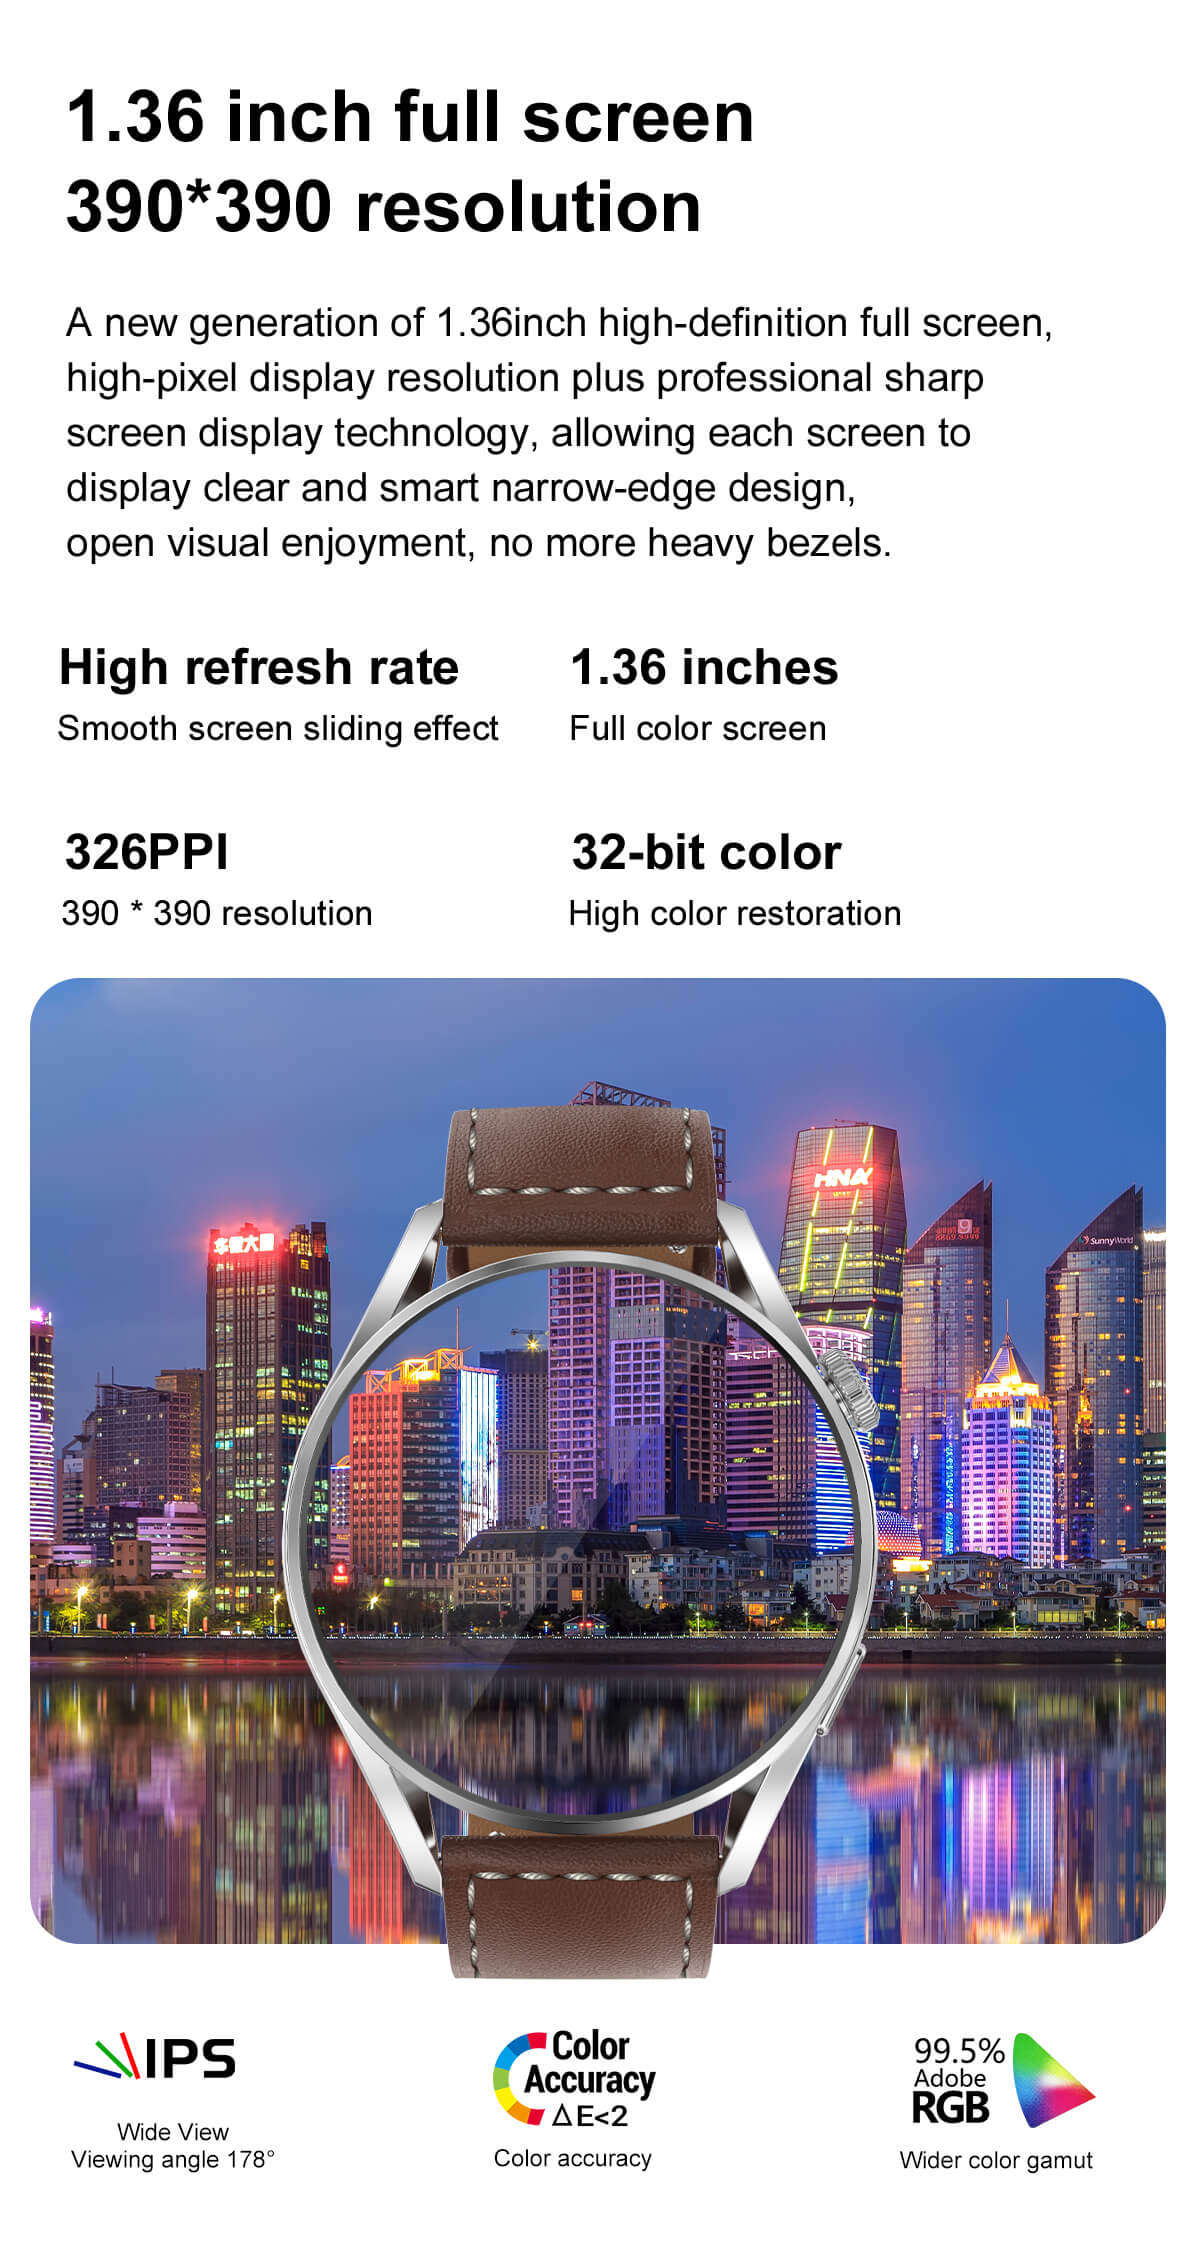 1.36 inch full screen
390*390 resolution
A new generation of 1.36inch high-definition full screen,
high-pixel display resolution plus professional sharp
screen display technology, allowing each screen to
display clear and smart narrow-edge design,
open visual enjoyment, no more heavy bezels.
High refresh rate
Smooth screen sliding effect
1.36 inches
Full color screen
326PPI
390 * 390 resolution
32-bit color
High color restoration
HNA
9
SunnyWorld
IPS
Wide View
Viewing angle 178°
Color
Accuracy
ΔE<2
Color accuracy
99.5%
Adobe
RGB
Wider color gamut